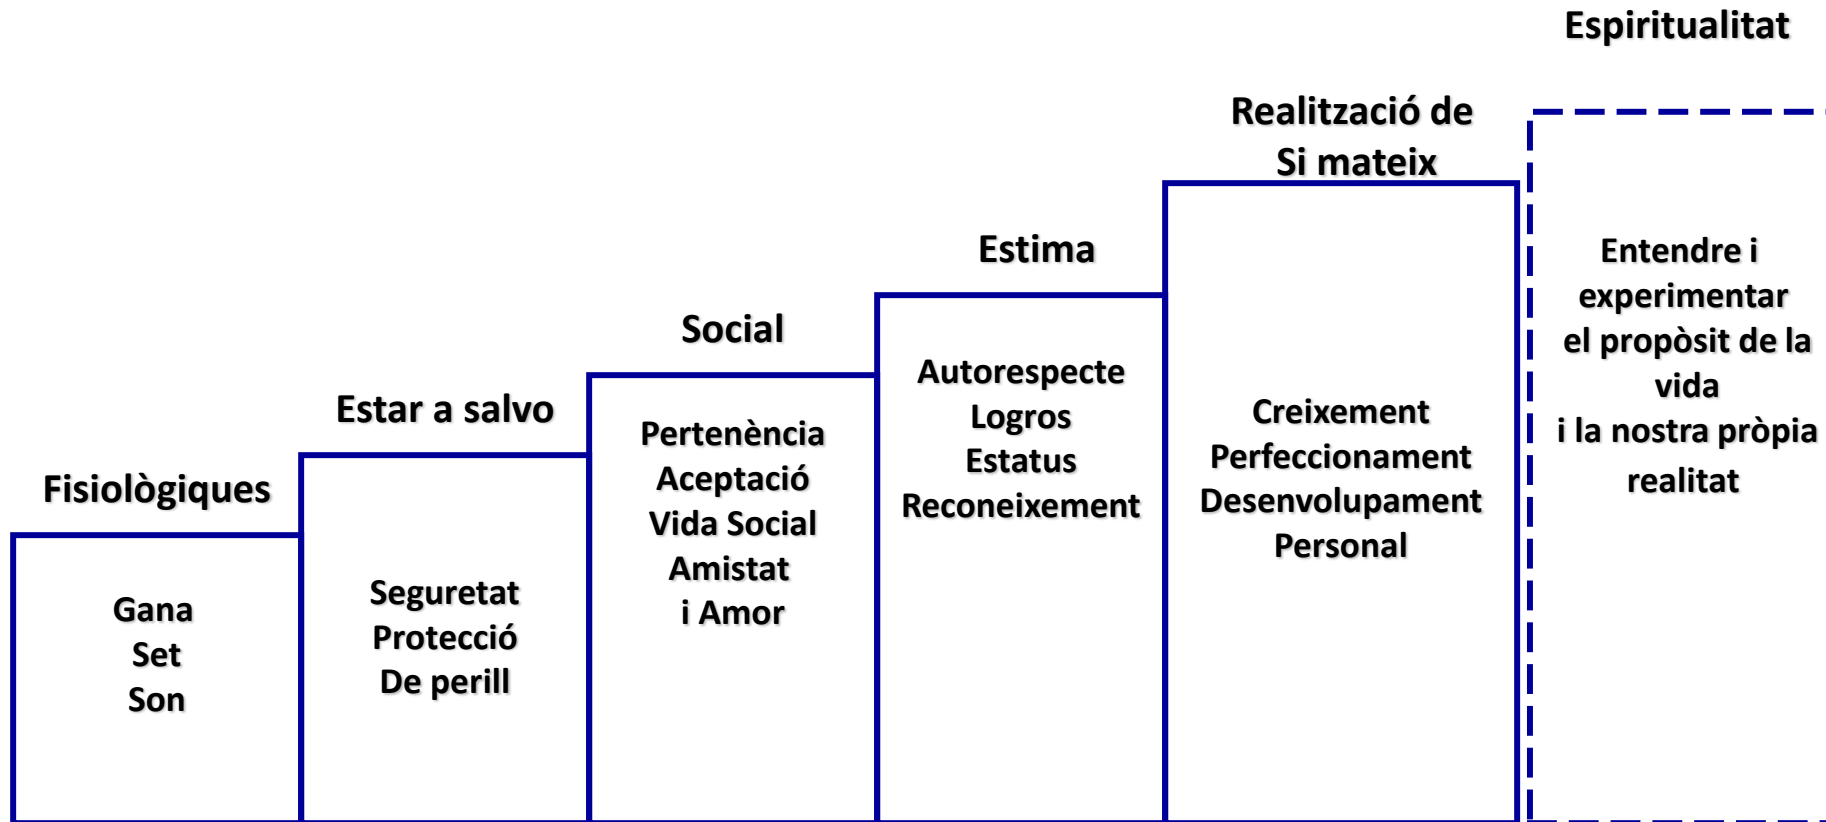 Fisiològiques
Gana
Set
Son
Estar a salvo
Seguretat
Protecció
De perill
Social
Pertenència
Aceptació
Vida Social
Amistat
i Amor
Estima
Autorespecte
Logros
Estatus
Reconeixement
Realització de
Si mateix
Creixement
Perfeccionament
Desenvolupament
Personal
Espiritualitat
Entendre i
experimentar
el propòsit de la
vida
i la nostra pròpia
realitat